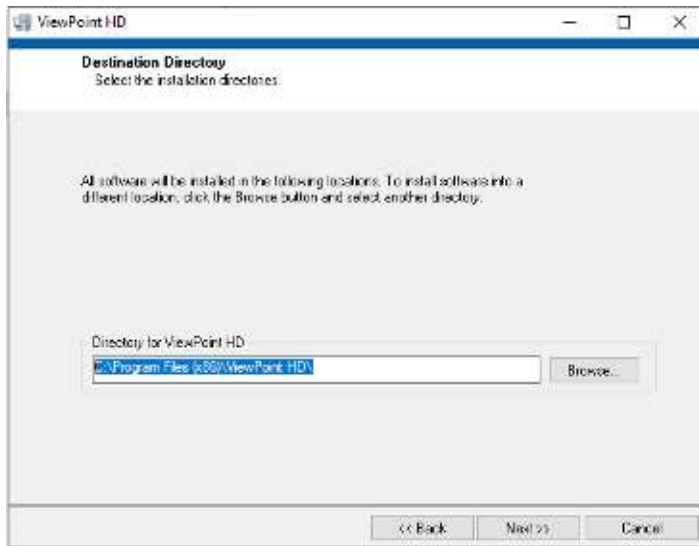 ViewPoint HD
Destination Directory
Select the installation directories.
All software will be installed in the following locations. To install software into a
different location, click the Browse button and select another directory.
Directory for ViewPoint HD
C:\Program Files (x86)\ViewPoint HD\
Browse...
<< Back
Next >>
Cancel